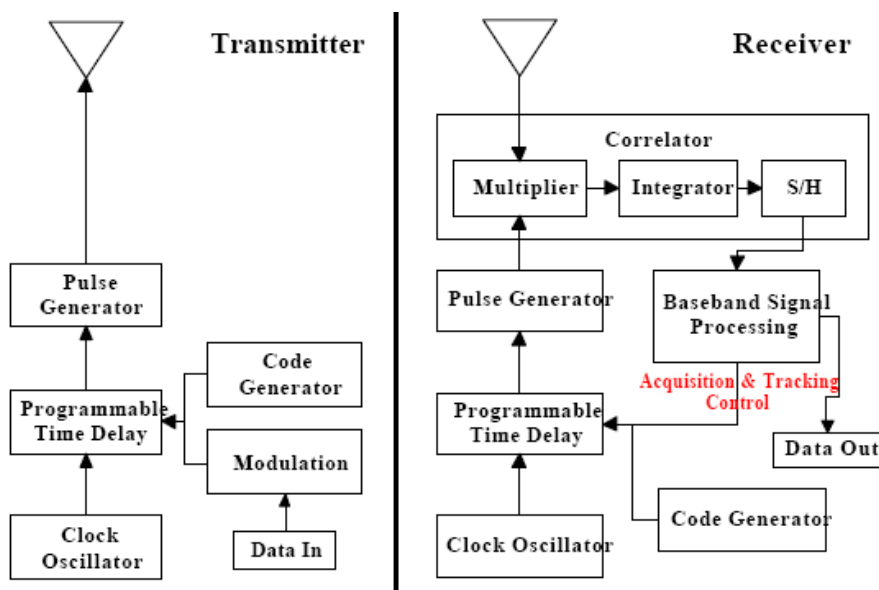 Transmitter
Pulse
Generator
Code
Generator
Programmable
Time Delay
Modulation
Clock
Oscillator
Data In
Receiver
Correlator
Multiplier
Integrator
S/H
Pulse Generator
Baseband Signal
Processing
Acquisition & Tracking
Control
Programmable
Time Delay
Data Out
Clock Oscillator
Code Generator